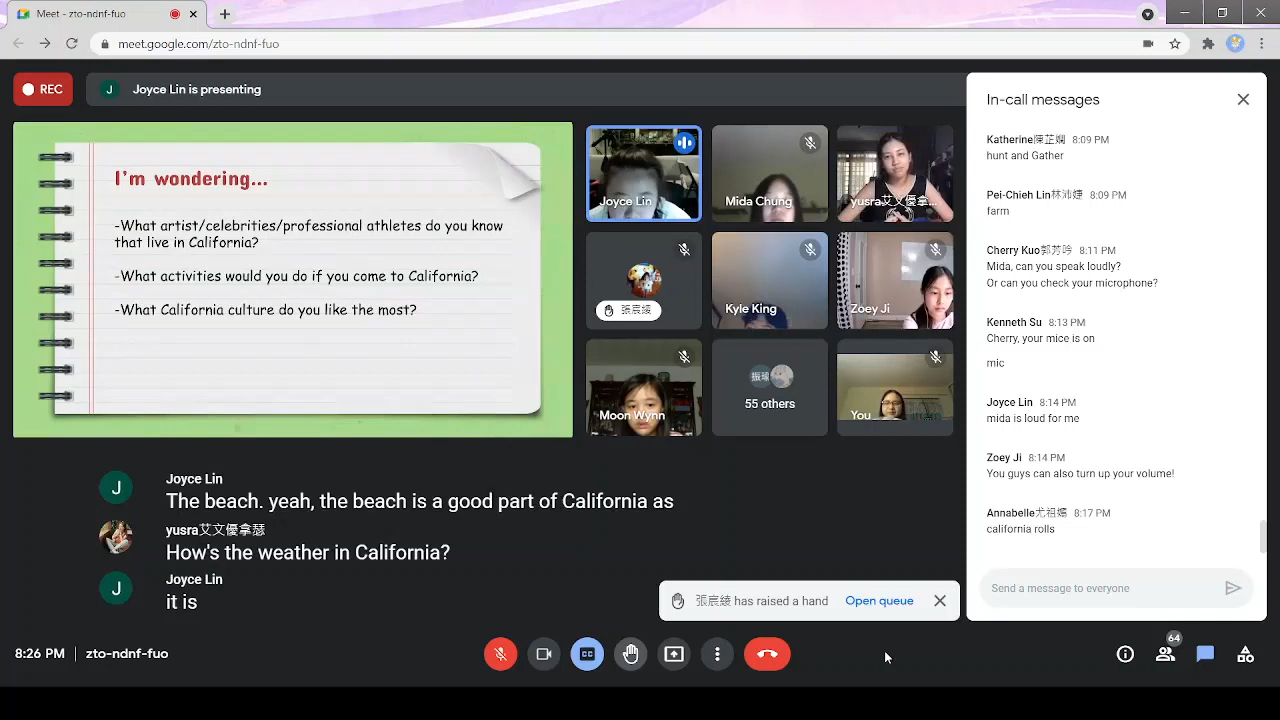 Meet - zto-ndnf-fuo
meet.google.com/zto-ndnf-fuo
REC
J
Joyce Lin is presenting
I'm wondering...
-What artist/celebrities/professional athletes do you know
that live in California?
-What activities would you do if you come to California?
-What California culture do you like the most?
Joyce Lin
Mida Chung
yusra艾文優拿...
張宸綾
Kyle King
Zoey Ji
Moon Wynn
振瑜
55 others
You
J
Joyce Lin
The beach. yeah, the beach is a good part of California as
yusra艾文優拿瑟
How's the weather in California?
J
Joyce Lin
it is
張宸綾 has raised a hand
Open queue
In-call messages
Katherine陳芷嫻 8:09 PM
hunt and Gather
Pei-Chieh Lin林沛婕 8:09 PM
farm
Cherry Kuo郭芳吟 8:11 PM
Mida, can you speak loudly?
Or can you check your microphone?
Kenneth Su 8:13 PM
Cherry, your mice is on
mic
Joyce Lin 8:14 PM
mida is loud for me
Zoey Ji 8:14 PM
You guys can also turn up your volume!
Annabelle尤祖嫣 8:17 PM
california rolls
Send a message to everyone
8:26 PM
zto-ndnf-fuo
CC
64